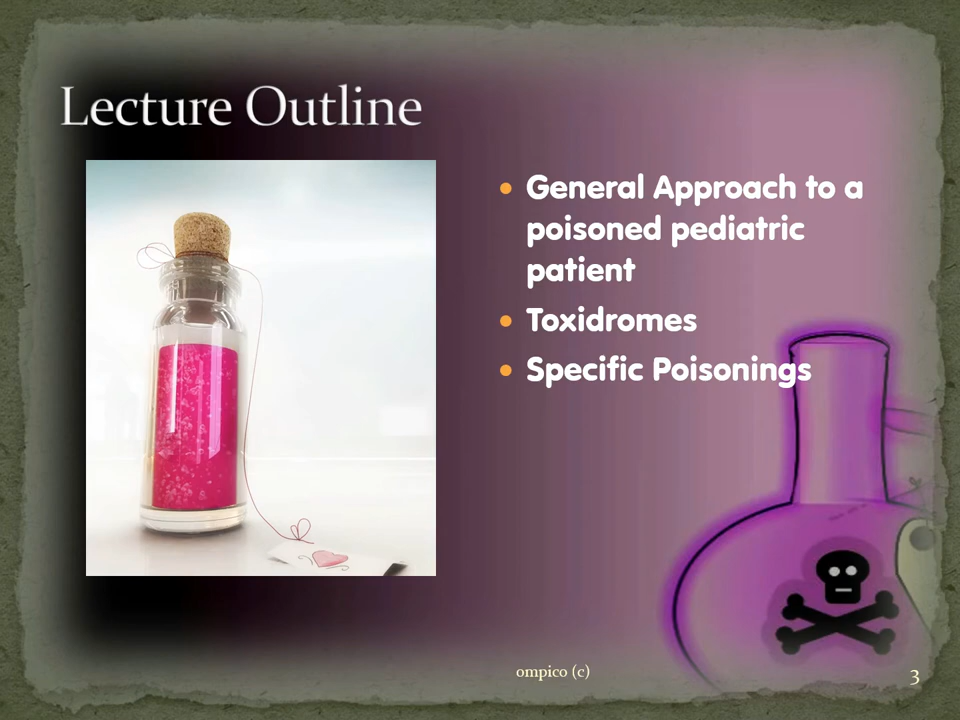 Lecture Outline
General Approach to a
poisoned pediatric
patient
Toxidromes
Specific Poisonings
ompico (c)
3